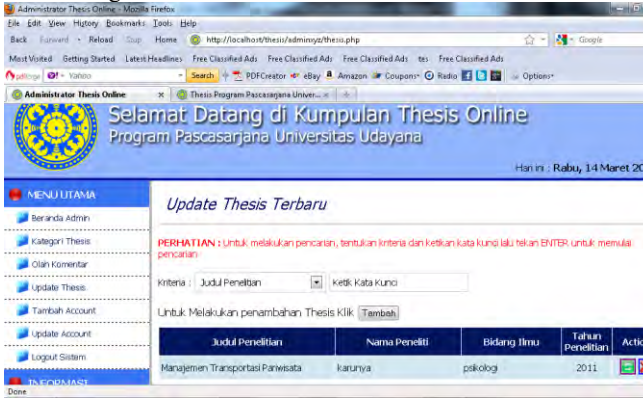 Administrator Thesis Online - Mozilla Firefox
File Edit View History Bookmarks Tools Help
Back Forward Reload Stop Home http://localhost/thesis/adminxyz/thesis.php Google
Most Visited Getting Started Latest Headlines Free Classified Ads Free Classified Ads Free Classified Ads tes Free Classified Ads
Yahoo Search PDFCreator eBay Amazon Coupons Radio Options
Administrator Thesis Online x Thesis Program Pascasarjana Univer... x
Selamat Datang di Kumpulan Thesis Online
Program Pascasarjana Universitas Udayana
Hari ini : Rabu, 14 Maret 20
MENU UTAMA
Beranda Admin
Kategori Thesis
Olah Komentar
Update Thesis
Tambah Account
Update Account
Logout Sistem
INFORMASI
Update Thesis Terbaru
PERHATIAN : Untuk melakukan pencarian, tentukan kriteria dan ketikan kata kunci lalu tekan ENTER untuk memulai
pencarian
Kriteria : Judul Penelitian Ketik Kata Kunci
Untuk Melakukan penambahan Thesis Klik Tambah
Judul Penelitian Nama Peneliti Bidang Ilmu Tahun Penelitian Actio
Manajemen Transportasi Pariwisata karunya psikologi 2011
Done